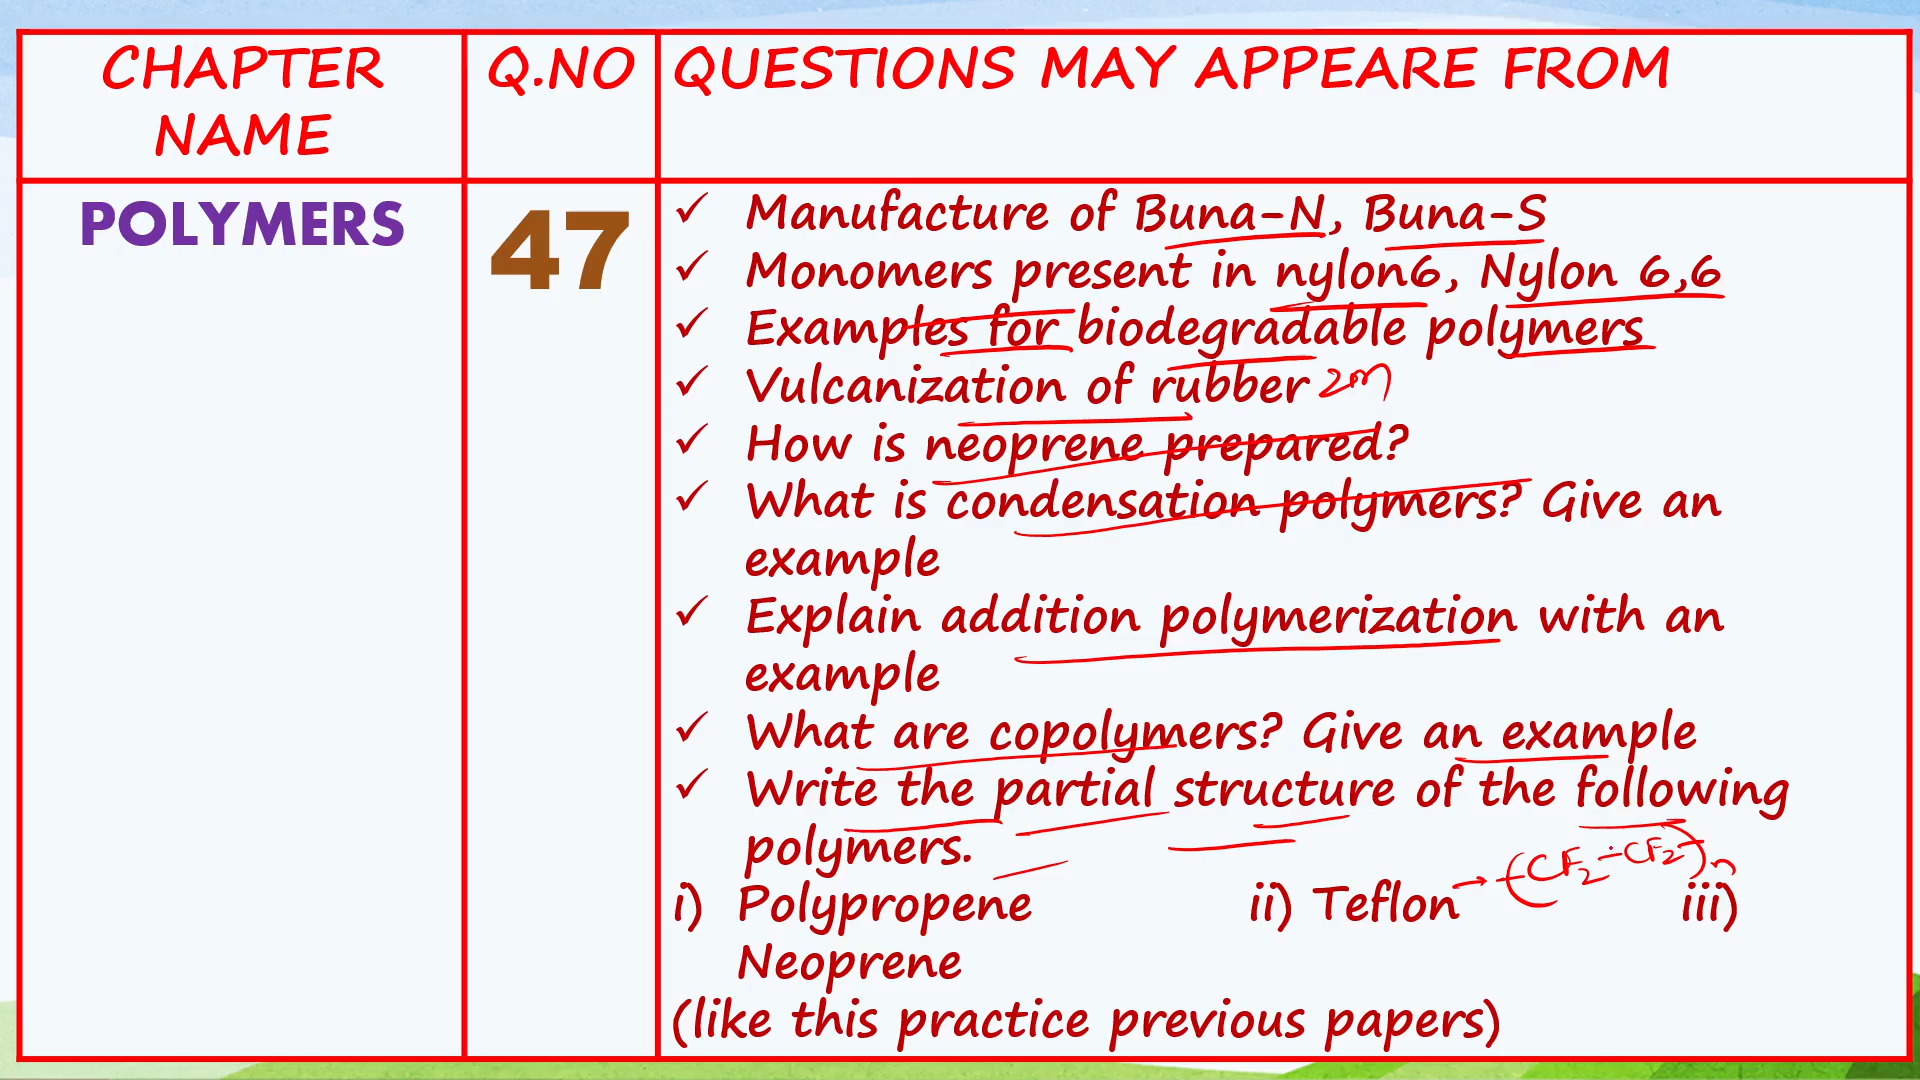 CHAPTER
NAME
Q.NO
QUESTIONS MAY APPEARE FROM
POLYMERS
47
✓ Manufacture of Buna-N, Buna-S
✓ Monomers present in nylon6, Nylon 6,6
✓ Examples for biodegradable polymers
✓ Vulcanization of rubber 2m
✓ How is neoprene prepared?
✓ What is condensation polymers? Give an
example
✓ Explain addition polymerization with an
example
✓ What are copolymers? Give an example
✓ Write the partial structure of the following
polymers.
i) Polypropene ii) Teflon → -(CF₂-CF₂)-n iii)
Neoprene
(like this practice previous papers)